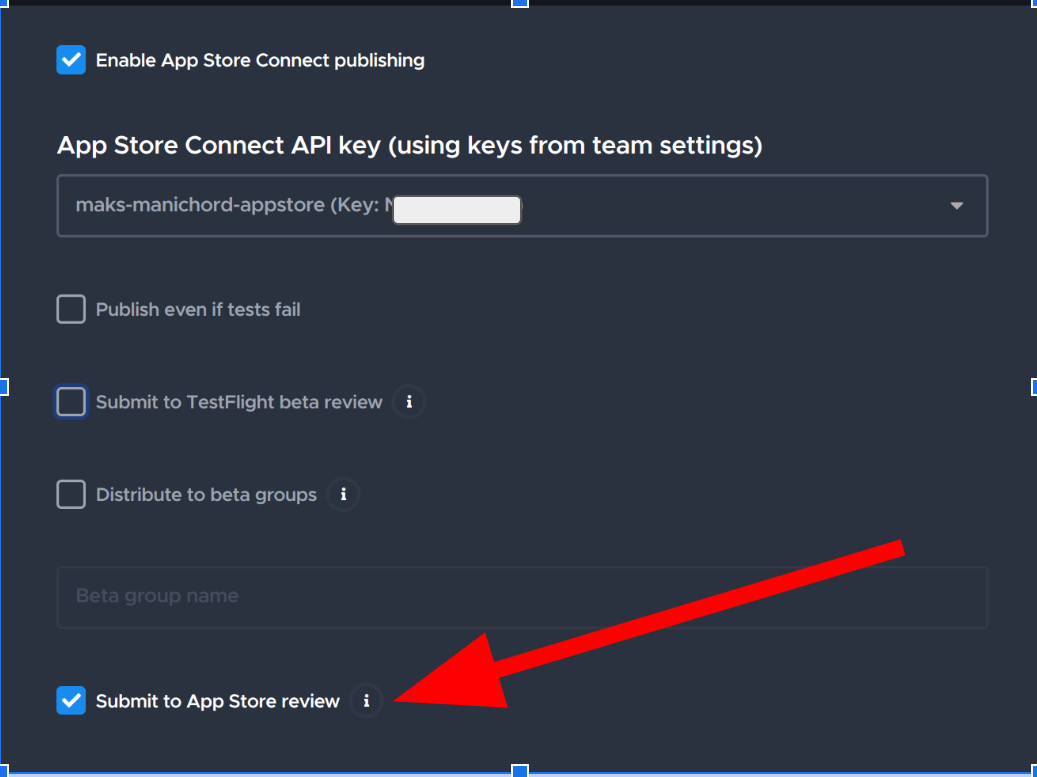 Enable App Store Connect publishing
App Store Connect API key (using keys from team settings)
maks-manichord-appstore (Key:
Publish even if tests fail
Submit to TestFlight beta review i
Distribute to beta groups i
Beta group name
Submit to App Store review i